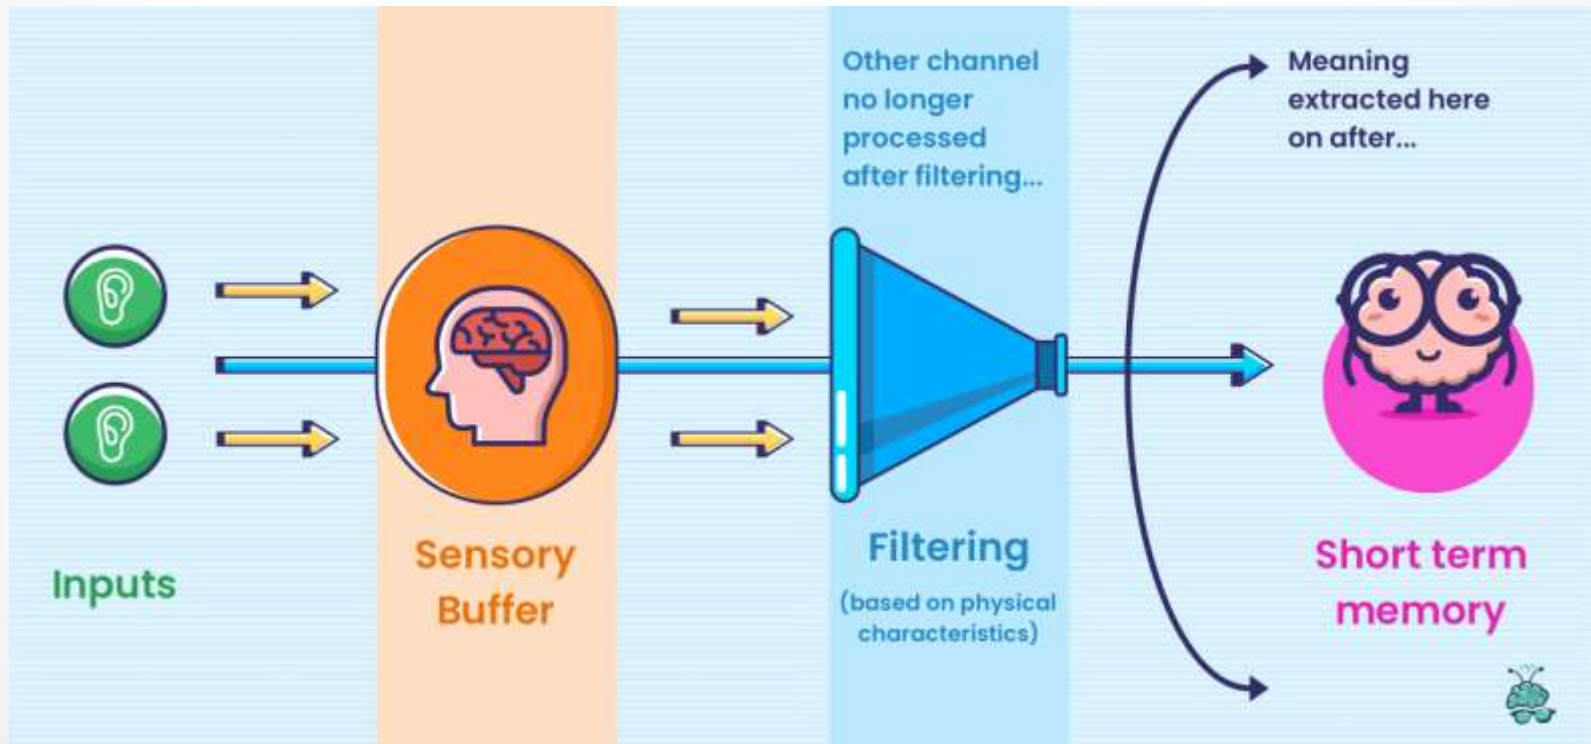 Other channel
no longer
processed
after filtering...
Meaning
extracted here
on after...
Inputs
Sensory
Buffer
Filtering
(based on physical
characteristics)
Short term
memory